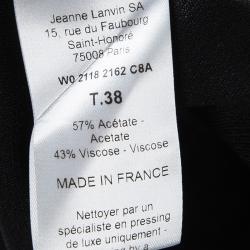 Jeanne Lanvin SA
15, rue du Faubourg
Saint-Honoré
75008 Paris
W0 2118 2162 C8A
T.38
57% Acétate -
Acetate
43% Viscose - Viscose
MADE IN FRANCE
Nettoyer par un
spécialiste en pressing
de luxe uniquement -
by a